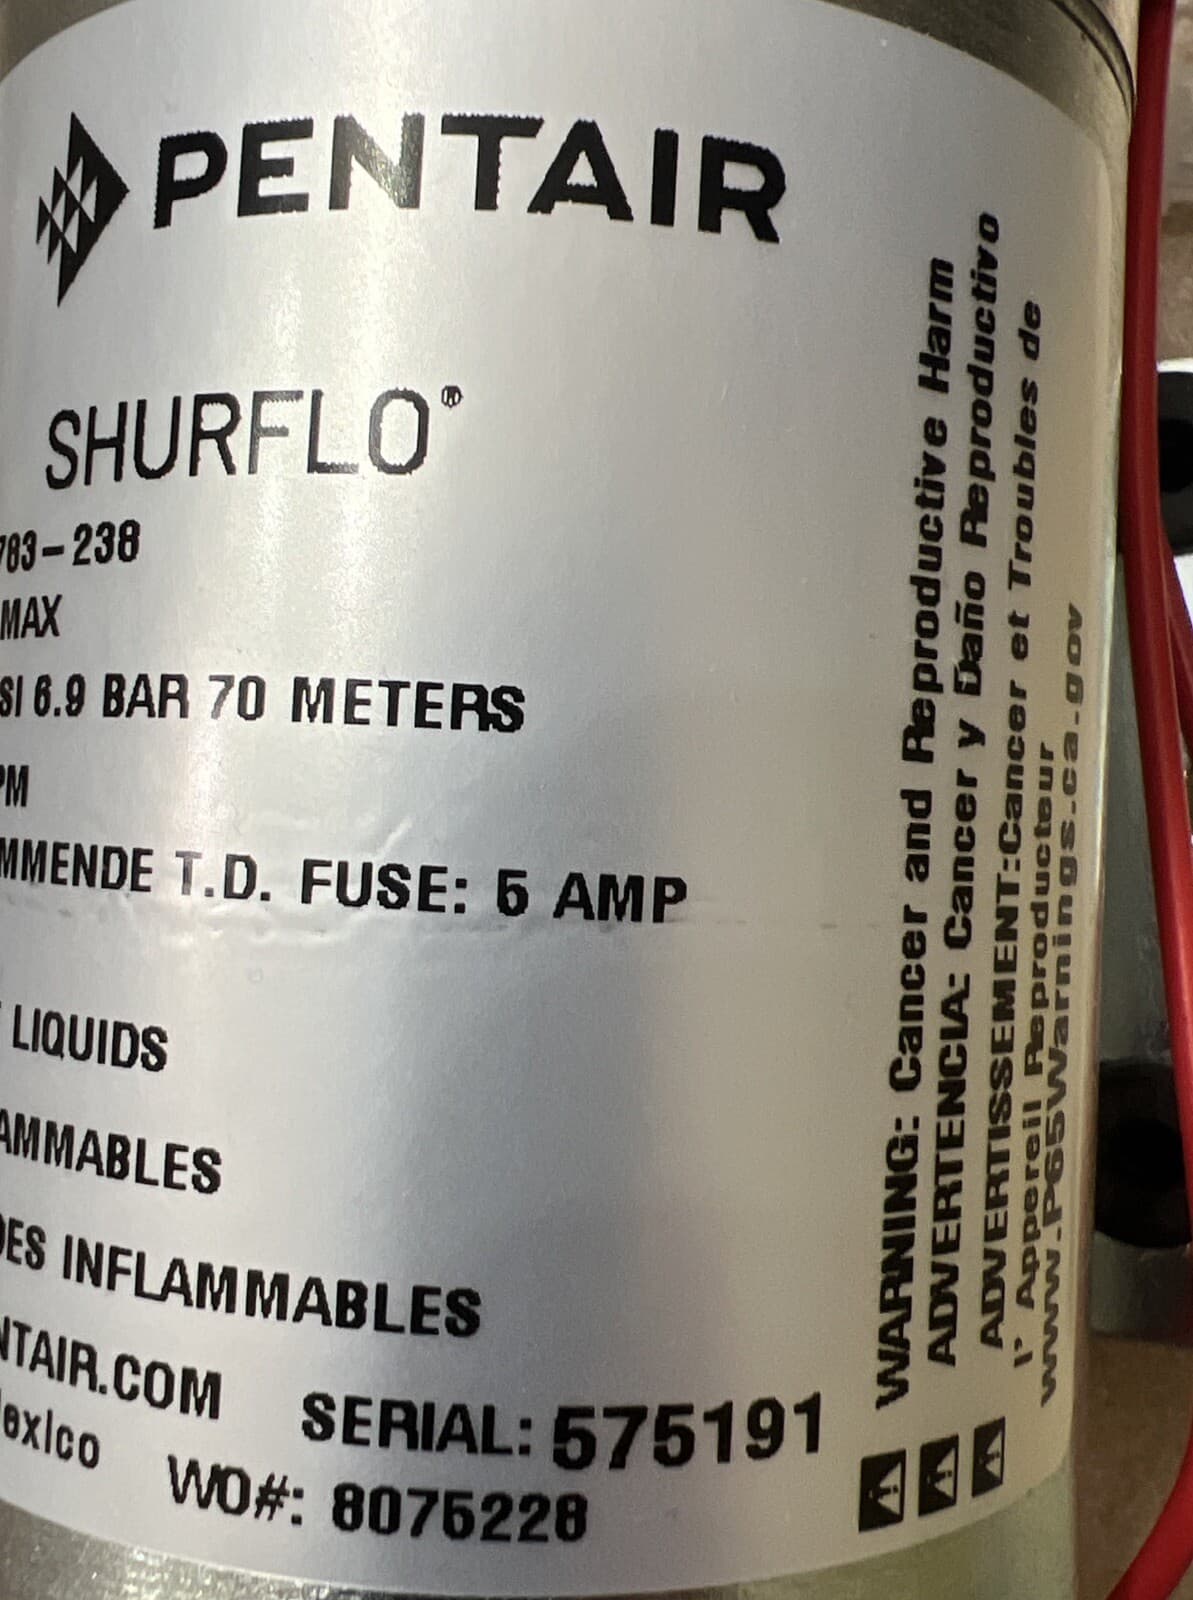 PENTAIR
SHURFLO®
783-238
MAX
SI 6.9 BAR 70 METERS
PM
MMENDE T.D. FUSE: 5 AMP
LIQUIDS
AMMABLES
DES INFLAMMABLES
NTAIR.COM SERIAL: 575191
exico WO#: 8075228
WARNING: Cancer and Reproductive Harm
ADVERTENCIA: Cancer y Daño Reproductivo
ADVERTISSEMENT:Cancer et Troubles de
l' Appereil Reproducteur
www.P65Warnings.ca.gov